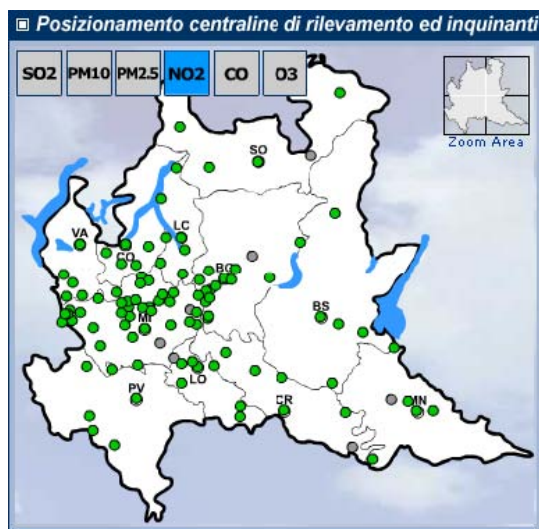 Posizionamento centraline di rilevamento ed inquinanti
SO2 PM10 PM2.5 NO2 CO O3
Zoom Area
SO
VA
LC
CO
BG
BS
MI
LO
PV
CR
MN